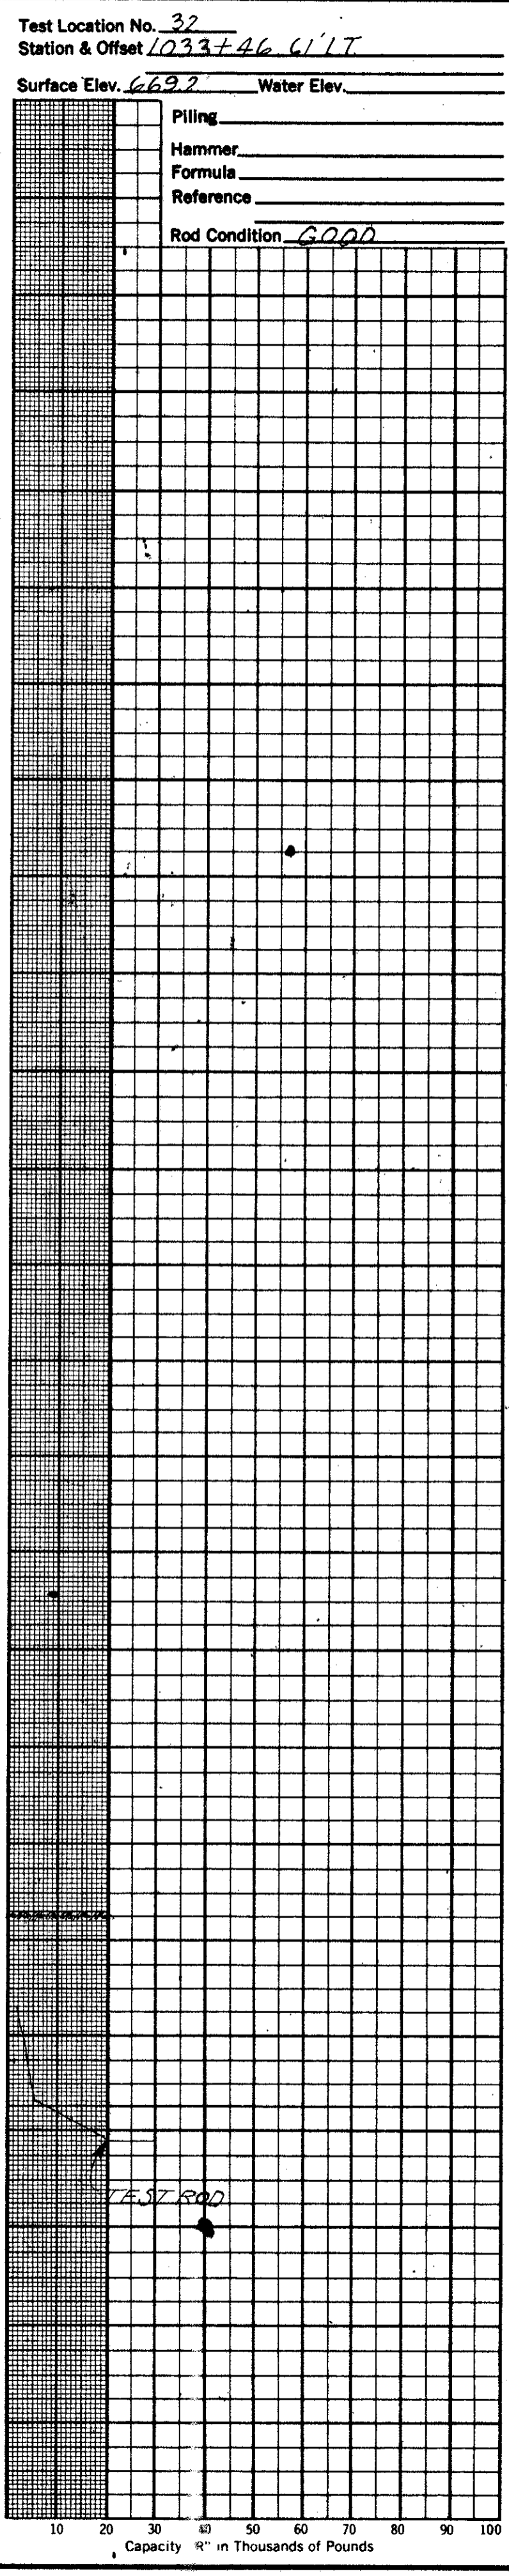 Test Location No. 32
Station & Offset 1033+46 61' LT.
Surface Elev. 669.2 Water Elev.
Piling
Hammer
Formula
Reference
Rod Condition GOOD
TEST ROD
10 20 30 40 50 60 70 80 90 100
Capacity "R" in Thousands of Pounds